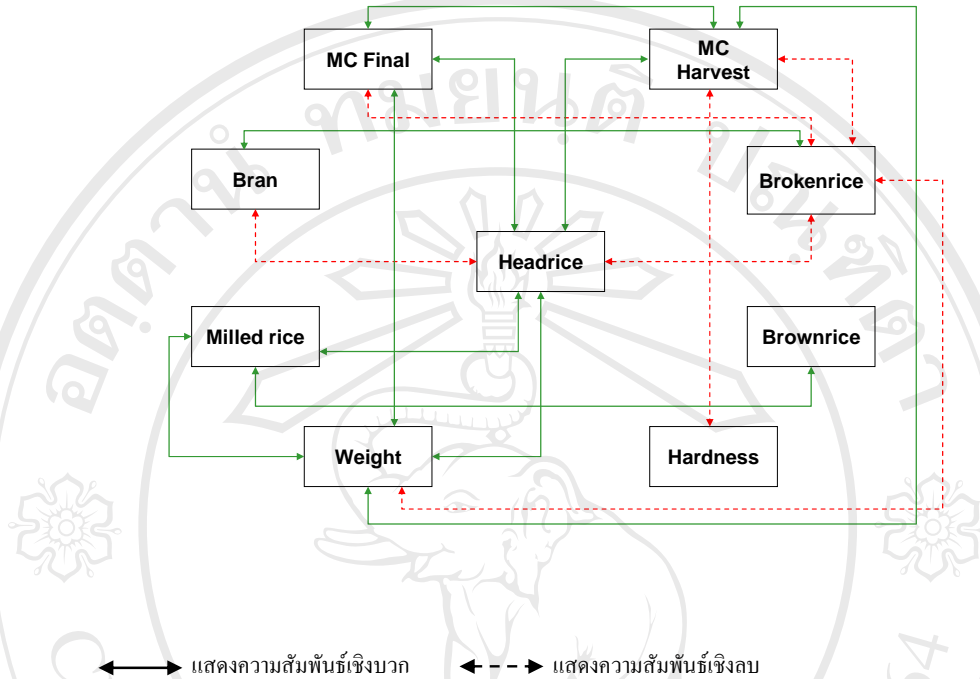 MC Final
MC
Harvest
Bran
Brokenrice
Headrice
Milled rice
Brownrice
Weight
Hardness
แสดงความสัมพันธ์เชิงบวก
แสดงความสัมพันธ์เชิงลบ